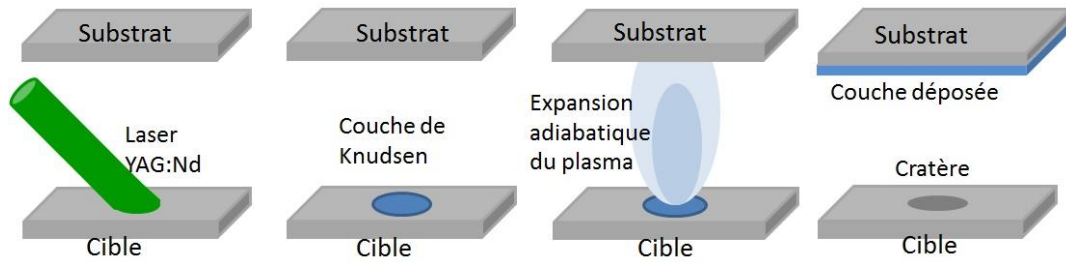 Substrat
Laser
YAG:Nd
Cible
Substrat
Couche de
Knudsen
Cible
Substrat
Expansion
adiabatique
du plasma
Cible
Substrat
Couche déposée
Cratère
Cible